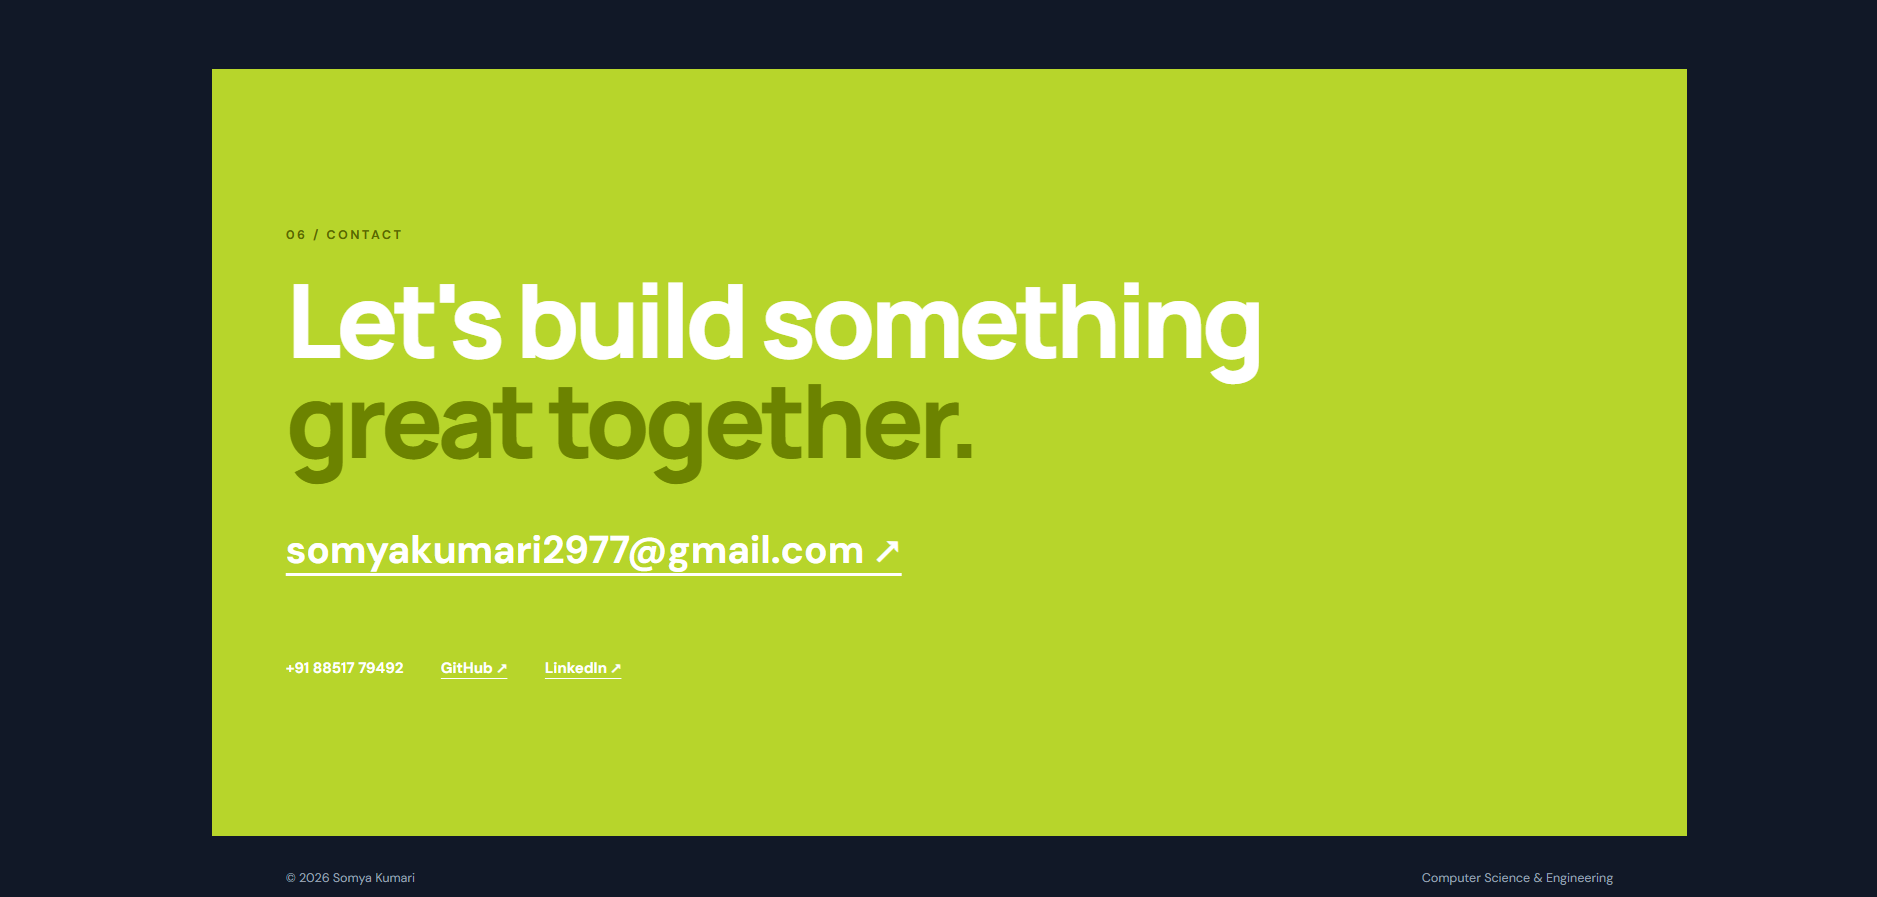 06 / CONTACT
Let's build something
great together.
somyakumari2977@gmail.com ↗
+91 88517 79492 GitHub ↗ LinkedIn ↗
© 2026 Somya Kumari Computer Science & Engineering